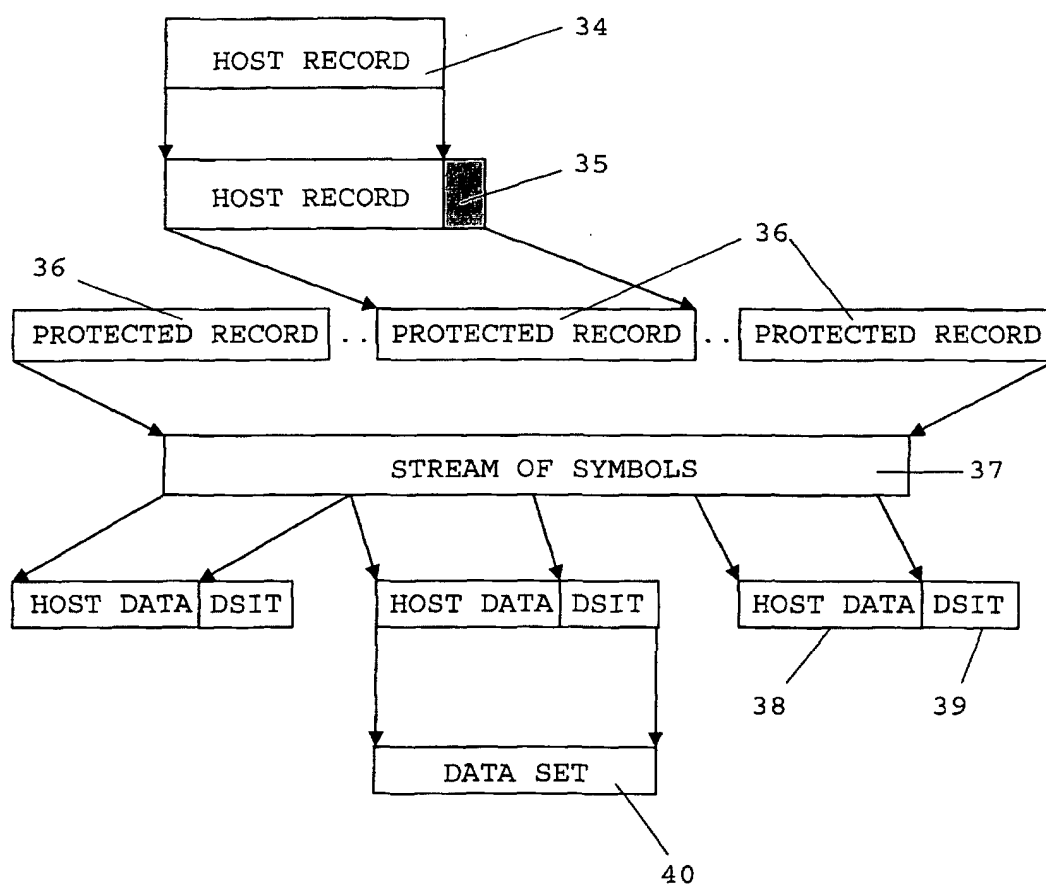 34
HOST RECORD
35
HOST RECORD
36
36
PROTECTED RECORD .. PROTECTED RECORD .. PROTECTED RECORD
STREAM OF SYMBOLS
37
HOST DATA DSIT HOST DATA DSIT HOST DATA DSIT
38
39
DATA SET
40